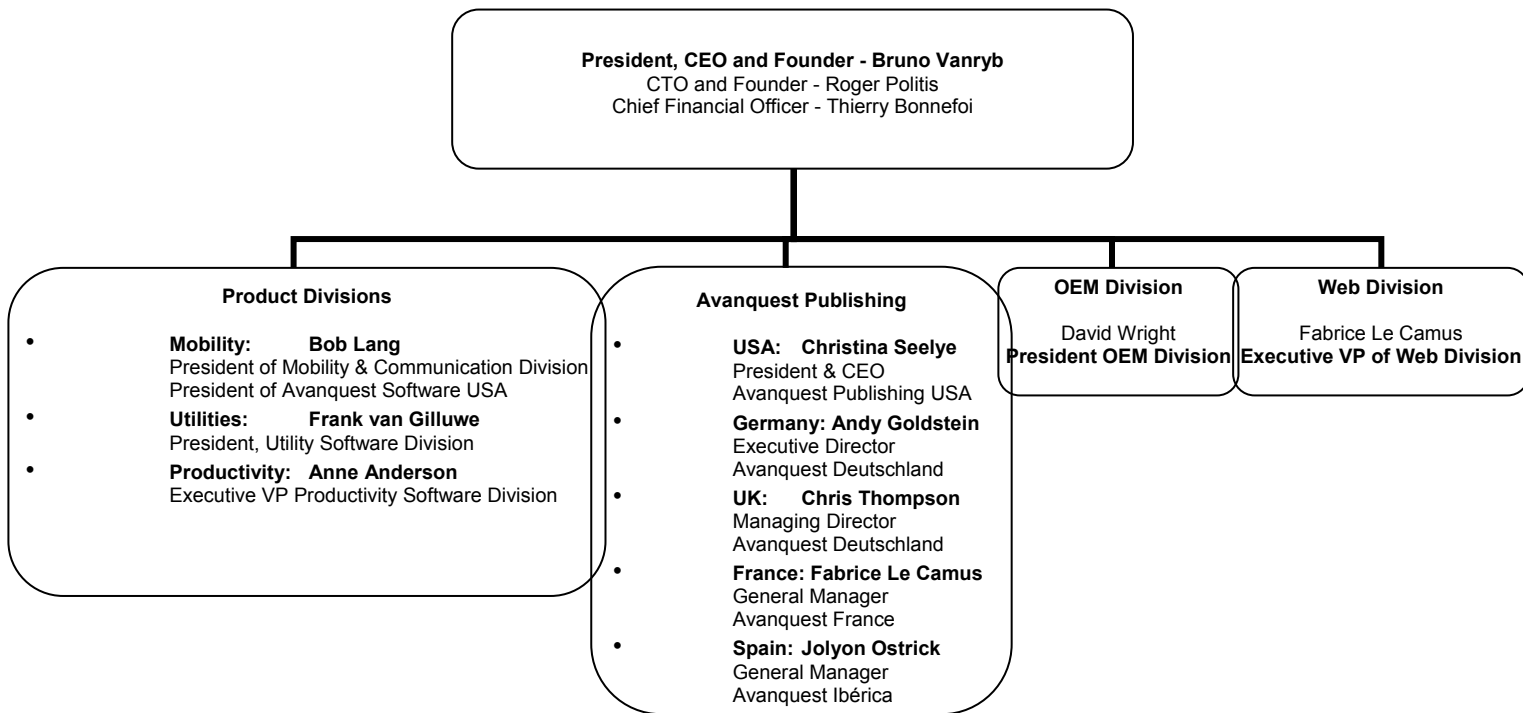 President, CEO and Founder - Bruno Vanryb
CTO and Founder - Roger Politis
Chief Financial Officer - Thierry Bonnefoi
Product Divisions
• Mobility: Bob Lang
President of Mobility & Communication Division
President of Avanquest Software USA
• Utilities: Frank van Gilluwe
President, Utility Software Division
• Productivity: Anne Anderson
Executive VP Productivity Software Division
Avanquest Publishing
• USA: Christina Seelye
President & CEO
Avanquest Publishing USA
• Germany: Andy Goldstein
Executive Director
Avanquest Deutschland
• UK: Chris Thompson
Managing Director
Avanquest Deutschland
• France: Fabrice Le Camus
General Manager
Avanquest France
• Spain: Jolyon Ostrick
General Manager
Avanquest Ibérica
OEM Division
David Wright
President OEM Division
Web Division
Fabrice Le Camus
Executive VP of Web Division